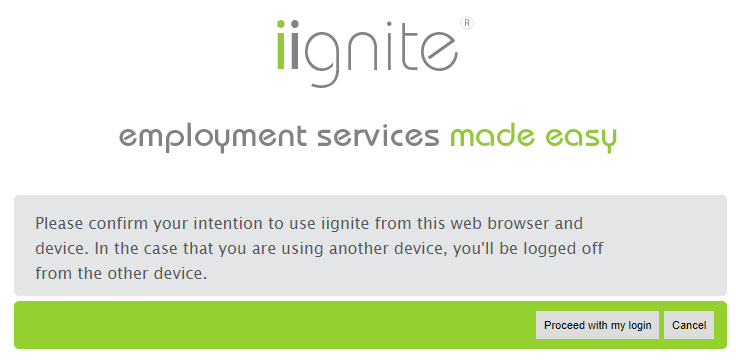 iignite®
employment services made easy
Please confirm your intention to use iignite from this web browser and
device. In the case that you are using another device, you'll be logged off
from the other device.
Proceed with my login Cancel